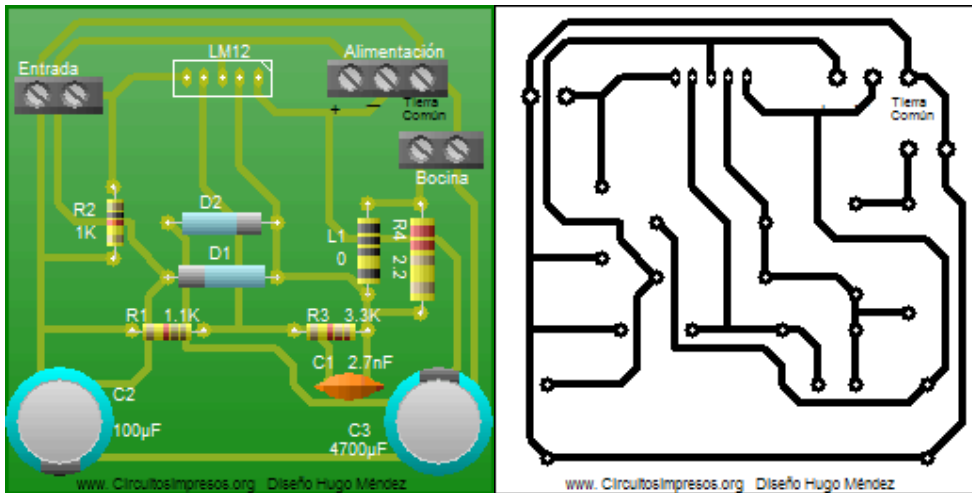 LM12
Alimentación
Entrada
+ −
Tierra
Común
Bocina
R2
1K
D2
D1
L1
0
R4
2.2
R1 1.1K
R3 3.3K
C1 2.7nF
C2
100µF
C3
4700µF
www. CircuitosImpresos.org Diseño Hugo Méndez
+
Tierra
Común
www. CircuitosImpresos.org Diseño Hugo Méndez